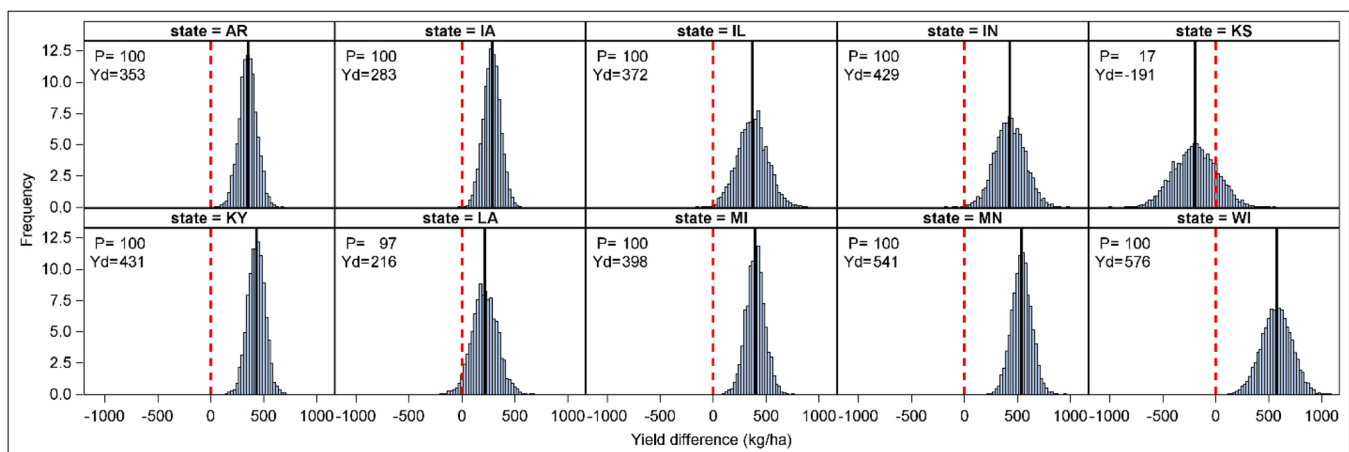 state = AR
state = IA
state = IL
state = IN
state = KS
12.5
10.0
7.5
5.0
2.5
0.0
P= 100
Yd=353
P= 100
Yd=283
P= 100
Yd=372
P= 100
Yd=429
P= 17
Yd=-191
Frequency
state = KY
state = LA
state = MI
state = MN
state = WI
12.5
10.0
7.5
5.0
2.5
0.0
P= 100
Yd=431
P= 97
Yd=216
P= 100
Yd=398
P= 100
Yd=541
P= 100
Yd=576
-1000 -500 0 500 1000 -500 0 500 1000 -500 0 500 1000 -500 0 500 1000 -1000 -500 0 500 1000
Yield difference (kg/ha)